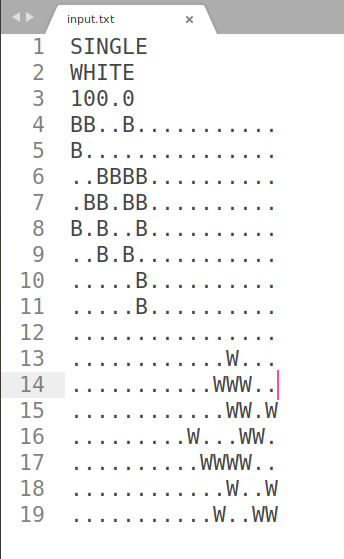 input.txt
1 SINGLE
2 WHITE
3 100.0
4 BB..B...........
5 B...............
6 ..BBBB..........
7 .BB.BB..........
8 B.B..B..........
9 ..B.B...........
10 .....B..........
11 .....B..........
12 ................
13 ............W...
14 ...........WWW..
15 ............WW.W
16 .........W...WW.
17 ..........WWWW..
18 ............W..W
19 ...........W..WW